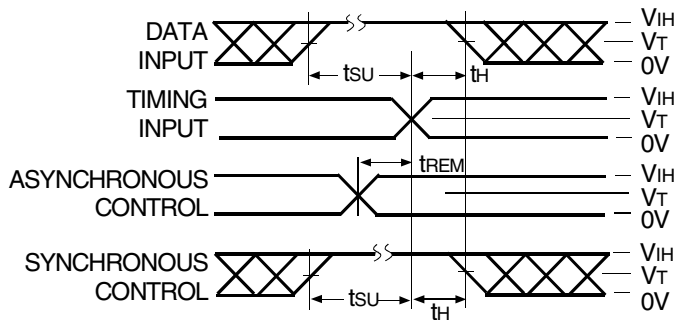 DATA
INPUT
tSU
tH
VIH
VT
0V
TIMING
INPUT
VIH
VT
0V
tREM
ASYNCHRONOUS
CONTROL
VIH
VT
0V
SYNCHRONOUS
CONTROL
tSU
tH
VIH
VT
0V